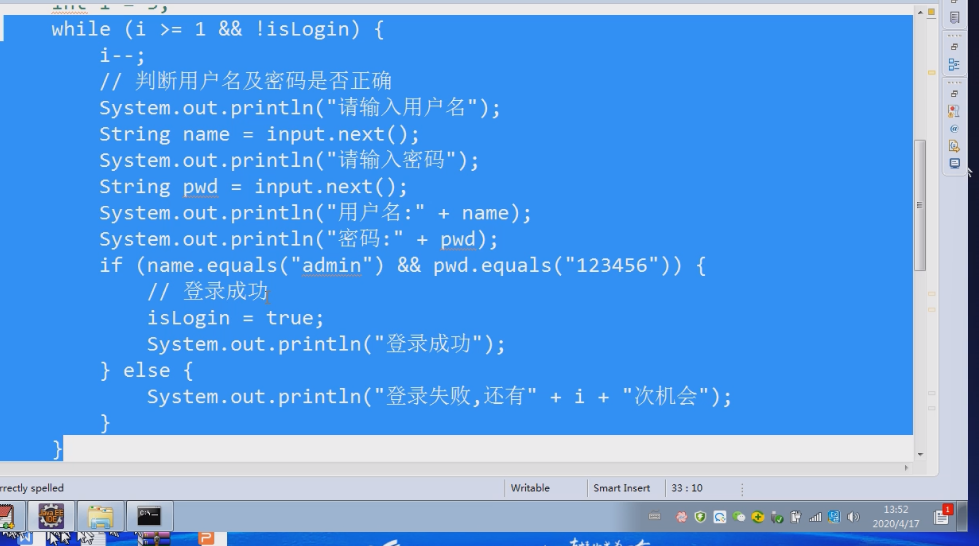 while (i >= 1 && !isLogin) {
i--;
// 判断用户名及密码是否正确
System.out.println("请输入用户名");
String name = input.next();
System.out.println("请输入密码");
String pwd = input.next();
System.out.println("用户名:" + name);
System.out.println("密码:" + pwd);
if (name.equals("admin") && pwd.equals("123456")) {
// 登录成功
isLogin = true;
System.out.println("登录成功");
} else {
System.out.println("登录失败,还有" + i + "次机会");
}
}
rrectly spelled
Writable
Smart Insert
33 : 10
Java EE
IDE
13:52
2020/4/17
1